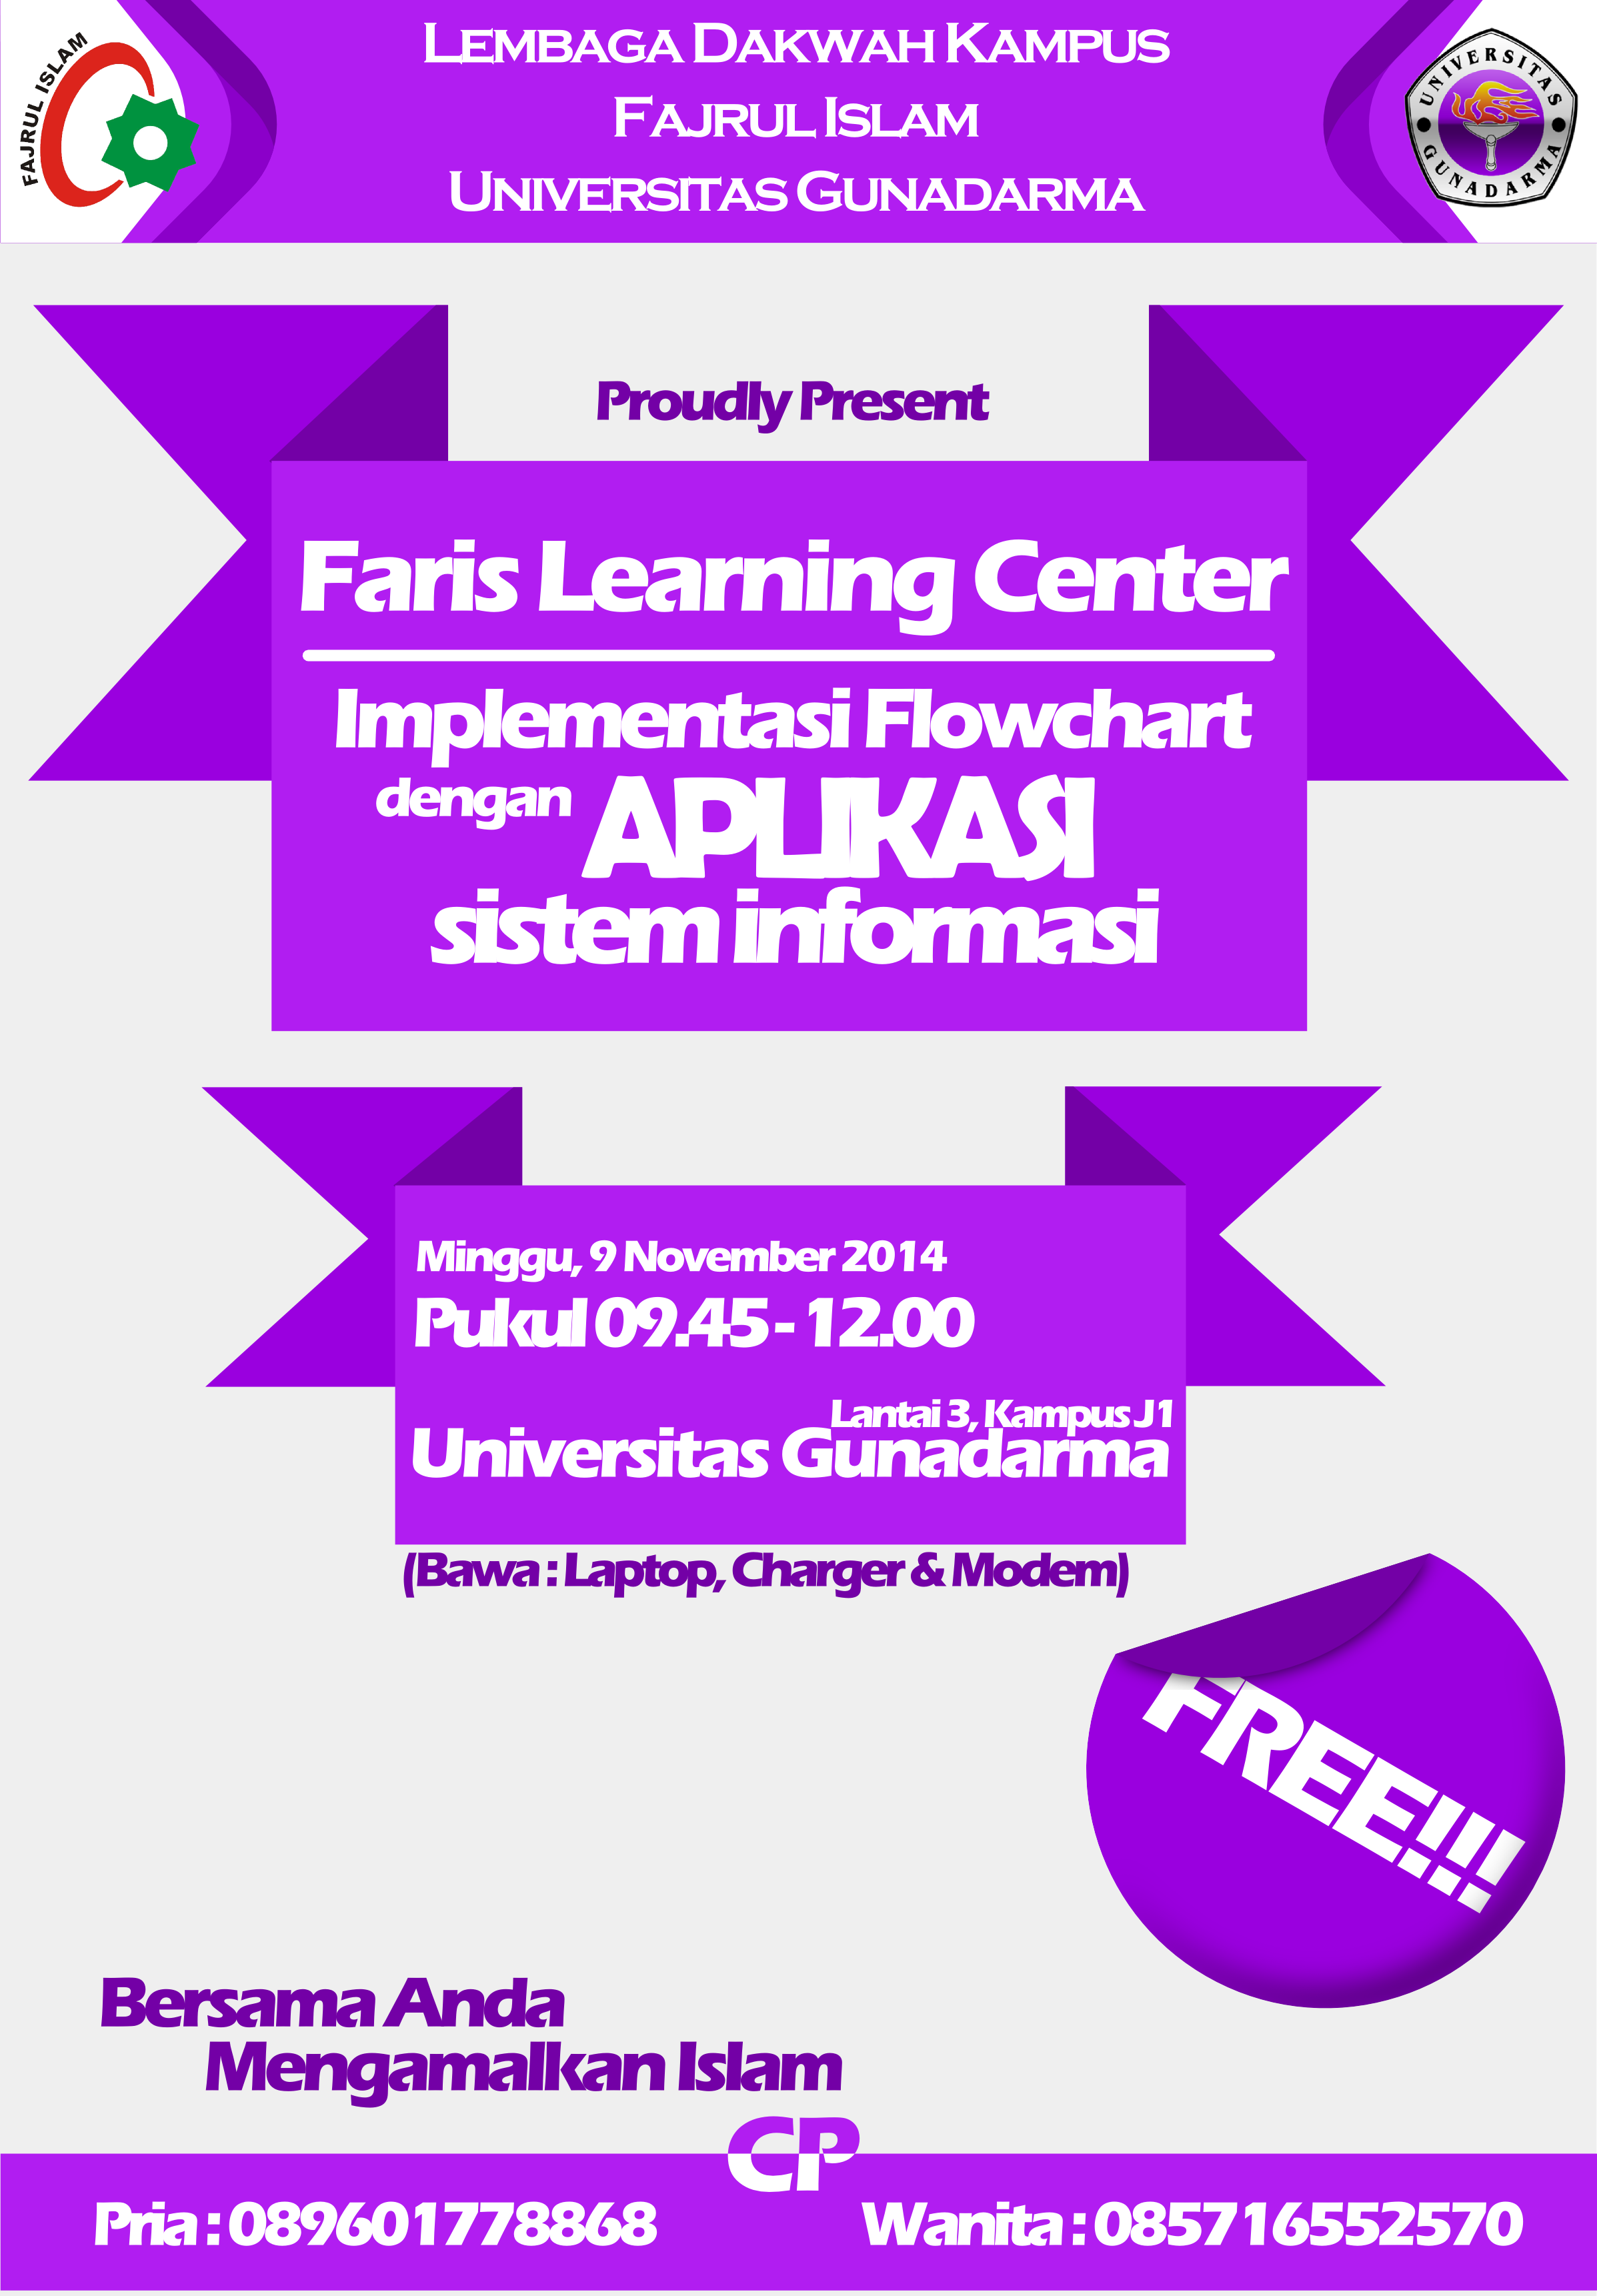 Lembaga Dakwah Kampus
Fajrul Islam
Universitas Gunadarma
FAJRUL ISLAM
UNIVERSITAS
GUNADARMA
Proudly Present
Faris Learning Center
Implementasi Flowchart
dengan APLIKASI
sistem informasi
Minggu, 9 November 2014
Pukul 09.45 - 12.00
Lantai 3, Kampus J1
Universitas Gunadarma
(Bawa : Laptop, Charger & Modem)
FREE!!!
Bersama Anda
Mengamalkan Islam
CP
Pria : 089601778868
Wanita : 085716552570